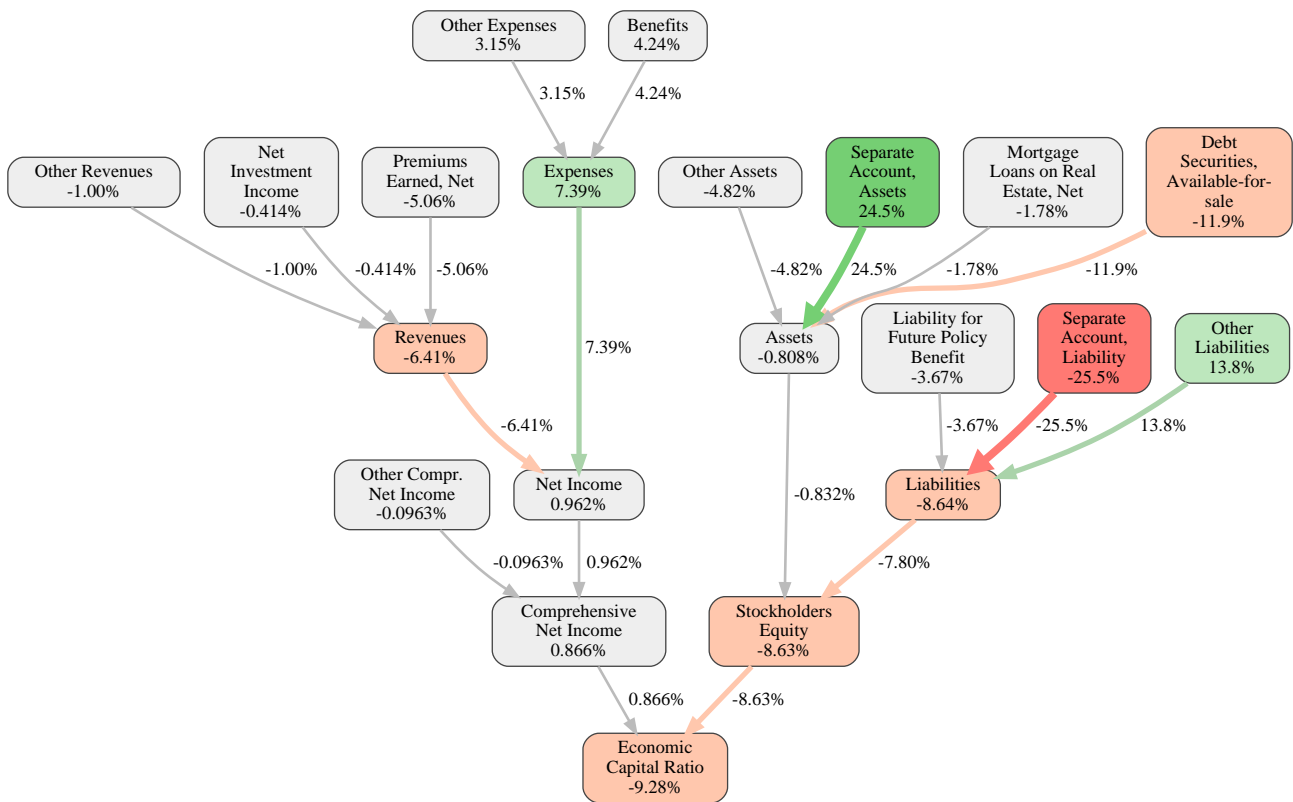 Other Expenses
3.15%
Benefits
4.24%
3.15%
4.24%
Other Revenues
-1.00%
Net
Investment
Income
-0.414%
Premiums
Earned, Net
-5.06%
Expenses
7.39%
Other Assets
-4.82%
Separate
Account,
Assets
24.5%
Mortgage
Loans on Real
Estate, Net
-1.78%
Debt
Securities,
Available-for-
sale
-11.9%
-1.00%
-0.414%
-5.06%
-4.82%
24.5%
-1.78%
-11.9%
Revenues
-6.41%
7.39%
Assets
-0.808%
Liability for
Future Policy
Benefit
-3.67%
Separate
Account,
Liability
-25.5%
Other
Liabilities
13.8%
-6.41%
-3.67%
-25.5%
13.8%
Other Compr.
Net Income
-0.0963%
Net Income
0.962%
-0.832%
Liabilities
-8.64%
-0.0963%
0.962%
-7.80%
Comprehensive
Net Income
0.866%
Stockholders
Equity
-8.63%
0.866%
-8.63%
Economic
Capital Ratio
-9.28%